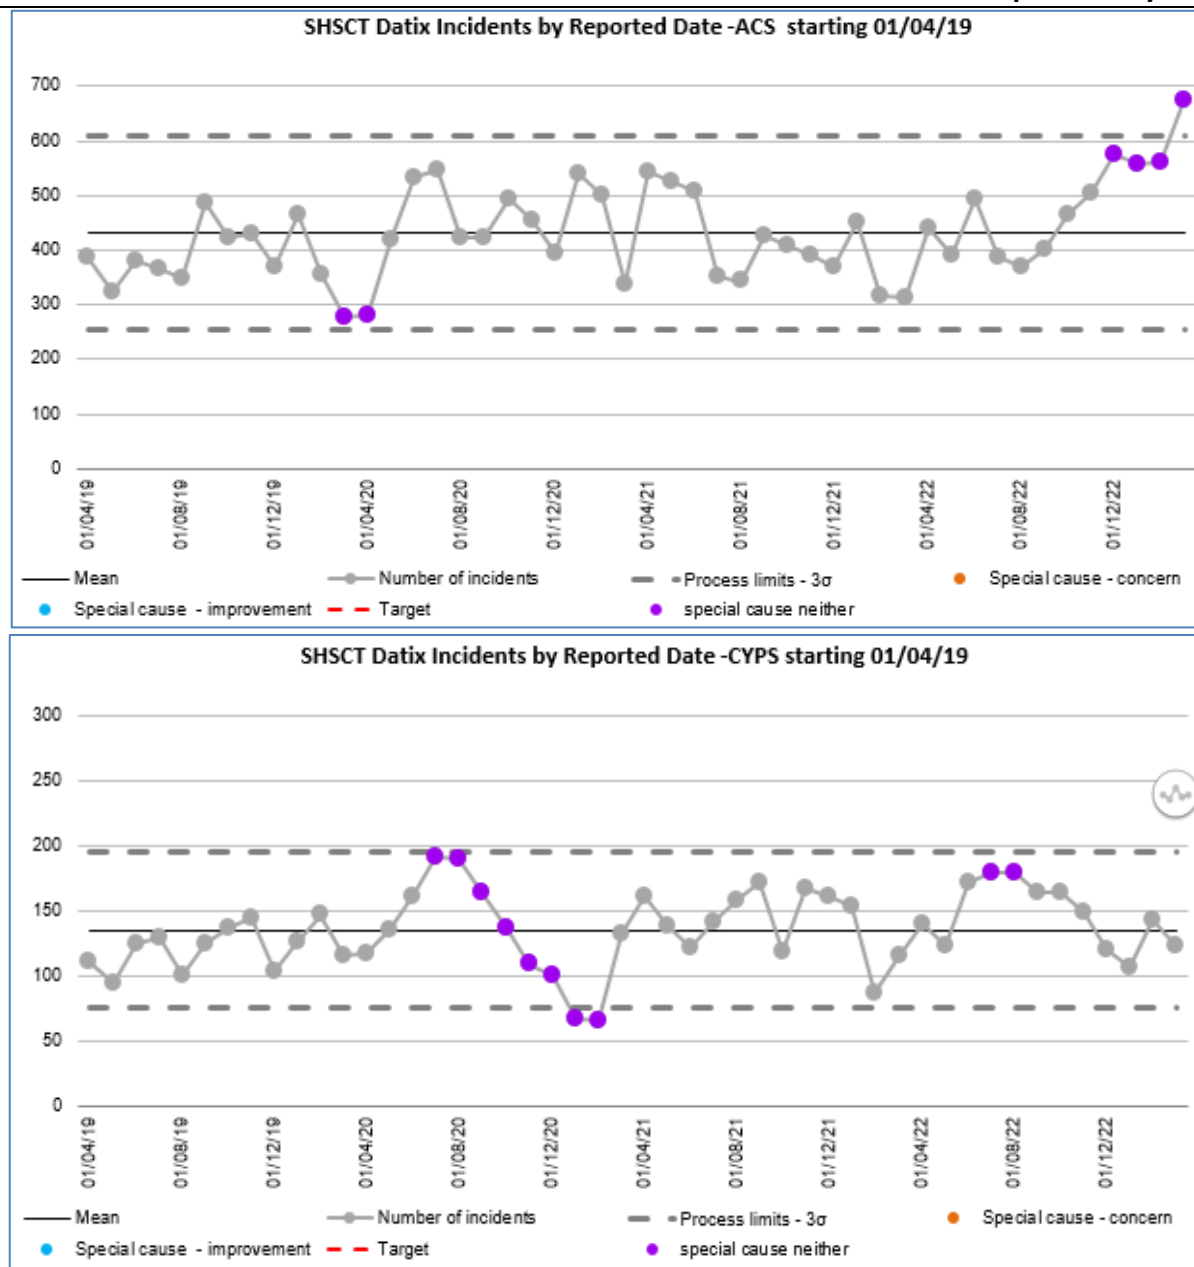 SHSCT Datix Incidents by Reported Date -ACS starting 01/04/19
700
600
500
400
300
200
100
0
01/04/19 01/08/19 01/12/19 01/04/20 01/08/20 01/12/20 01/04/21 01/08/21 01/12/21 01/04/22 01/08/22 01/12/22
Mean Number of incidents Process limits - 3σ Special cause - concern
Special cause - improvement Target special cause neither
SHSCT Datix Incidents by Reported Date -CYPS starting 01/04/19
300
250
200
150
100
50
0
01/04/19 01/08/19 01/12/19 01/04/20 01/08/20 01/12/20 01/04/21 01/08/21 01/12/21 01/04/22 01/08/22 01/12/22
Mean Number of incidents Process limits - 3σ Special cause - concern
Special cause - improvement Target special cause neither